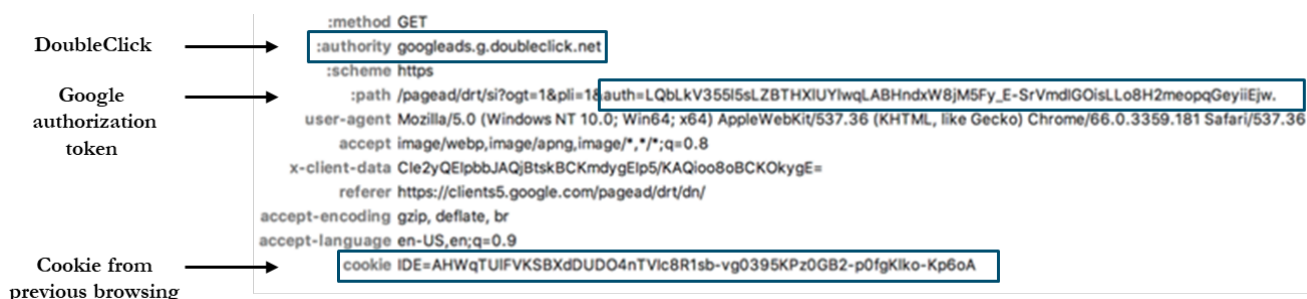 :method GET
DoubleClick
:authority googleads.g.doubleclick.net
:scheme https
Google authorization token
:path /pagead/drt/si?ogt=1&pli=1&auth=LQbLkV355l5sLZBTHXlUYlwqLABHndxW8jM5Fy_E-SrVmdlGOisLLo8H2meopqGeyiiEjw.
user-agent Mozilla/5.0 (Windows NT 10.0; Win64; x64) AppleWebKit/537.36 (KHTML, like Gecko) Chrome/66.0.3359.181 Safari/537.36
accept image/webp,image/apng,image/*,*/*;q=0.8
x-client-data CIe2yQEIpbbJAQjBtskBCKmdygEIp5/KAQioo8oBCKOkygE=
referer https://clients5.google.com/pagead/drt/dn/
accept-encoding gzip, deflate, br
accept-language en-US,en;q=0.9
Cookie from previous browsing
cookie IDE=AHWqTUlFVKSBXdDUDO4nTVIc8R1sb-vg0395KPz0GB2-p0fgKlko-Kp6oA